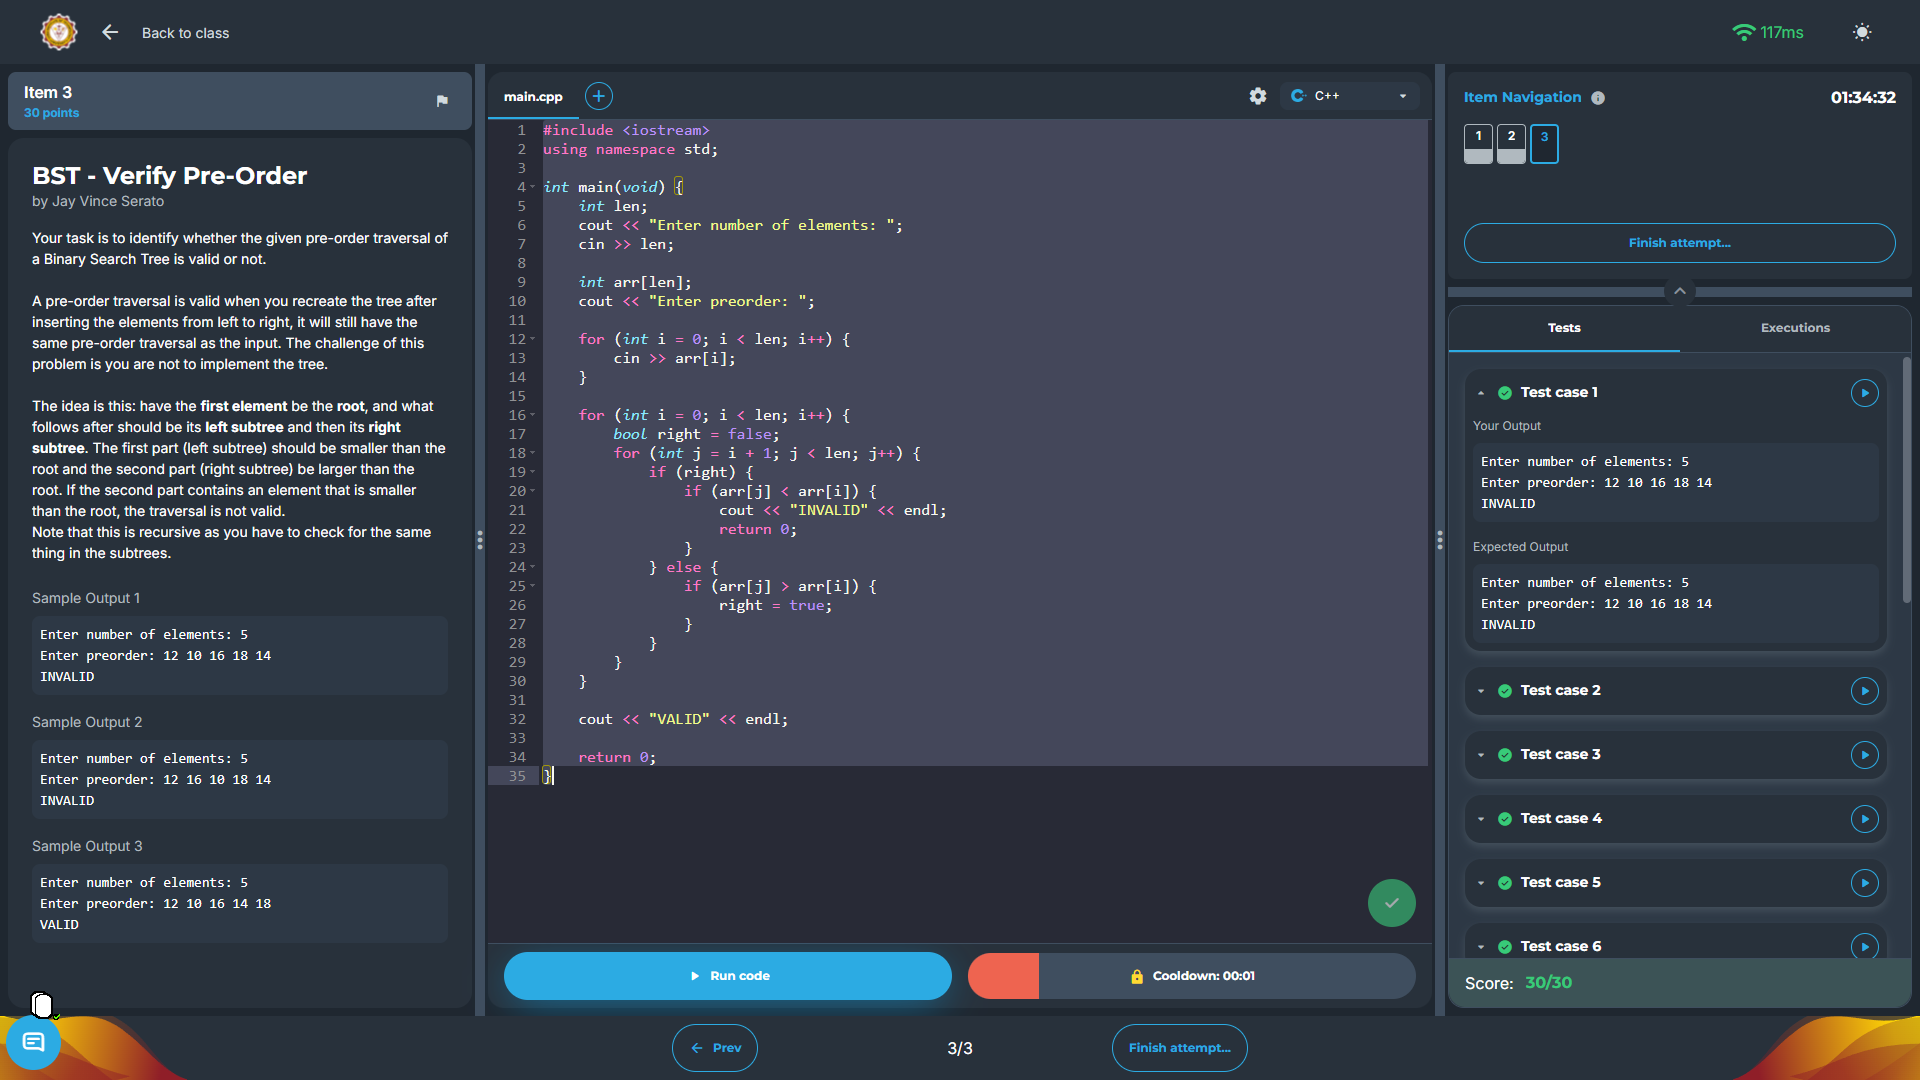 Back to class
117ms
Item 3
30 points
BST - Verify Pre-Order
by Jay Vince Serato
Your task is to identify whether the given pre-order traversal of
a Binary Search Tree is valid or not.
A pre-order traversal is valid when you recreate the tree after
inserting the elements from left to right, it will still have the
same pre-order traversal as the input. The challenge of this
problem is you are not to implement the tree.
The idea is this: have the first element be the root, and what
follows after should be its left subtree and then its right
subtree. The first part (left subtree) should be smaller than the
root and the second part (right subtree) be larger than the
root. If the second part contains an element that is smaller
than the root, the traversal is not valid.
Note that this is recursive as you have to check for the same
thing in the subtrees.
Sample Output 1
Enter number of elements: 5
Enter preorder: 12 10 16 18 14
INVALID
Sample Output 2
Enter number of elements: 5
Enter preorder: 12 16 10 18 14
INVALID
Sample Output 3
Enter number of elements: 5
Enter preorder: 12 10 16 14 18
VALID
main.cpp
C++
1 #include <iostream>
2 using namespace std;
3
4 int main(void) {
5     int len;
6     cout << "Enter number of elements: ";
7     cin >> len;
8
9     int arr[len];
10     cout << "Enter preorder: ";
11
12     for (int i = 0; i < len; i++) {
13         cin >> arr[i];
14     }
15
16     for (int i = 0; i < len; i++) {
17         bool right = false;
18         for (int j = i + 1; j < len; j++) {
19             if (right) {
20                 if (arr[j] < arr[i]) {
21                     cout << "INVALID" << endl;
22                     return 0;
23                 }
24             } else {
25                 if (arr[j] > arr[i]) {
26                     right = true;
27                 }
28             }
29         }
30     }
31
32     cout << "VALID" << endl;
33
34     return 0;
35 }
Run code
Cooldown: 00:01
Item Navigation
01:34:32
1 2 3
Finish attempt...
Tests
Executions
Test case 1
Your Output
Enter number of elements: 5
Enter preorder: 12 10 16 18 14
INVALID
Expected Output
Enter number of elements: 5
Enter preorder: 12 10 16 18 14
INVALID
Test case 2
Test case 3
Test case 4
Test case 5
Test case 6
Score: 30/30
Prev
3/3
Finish attempt...